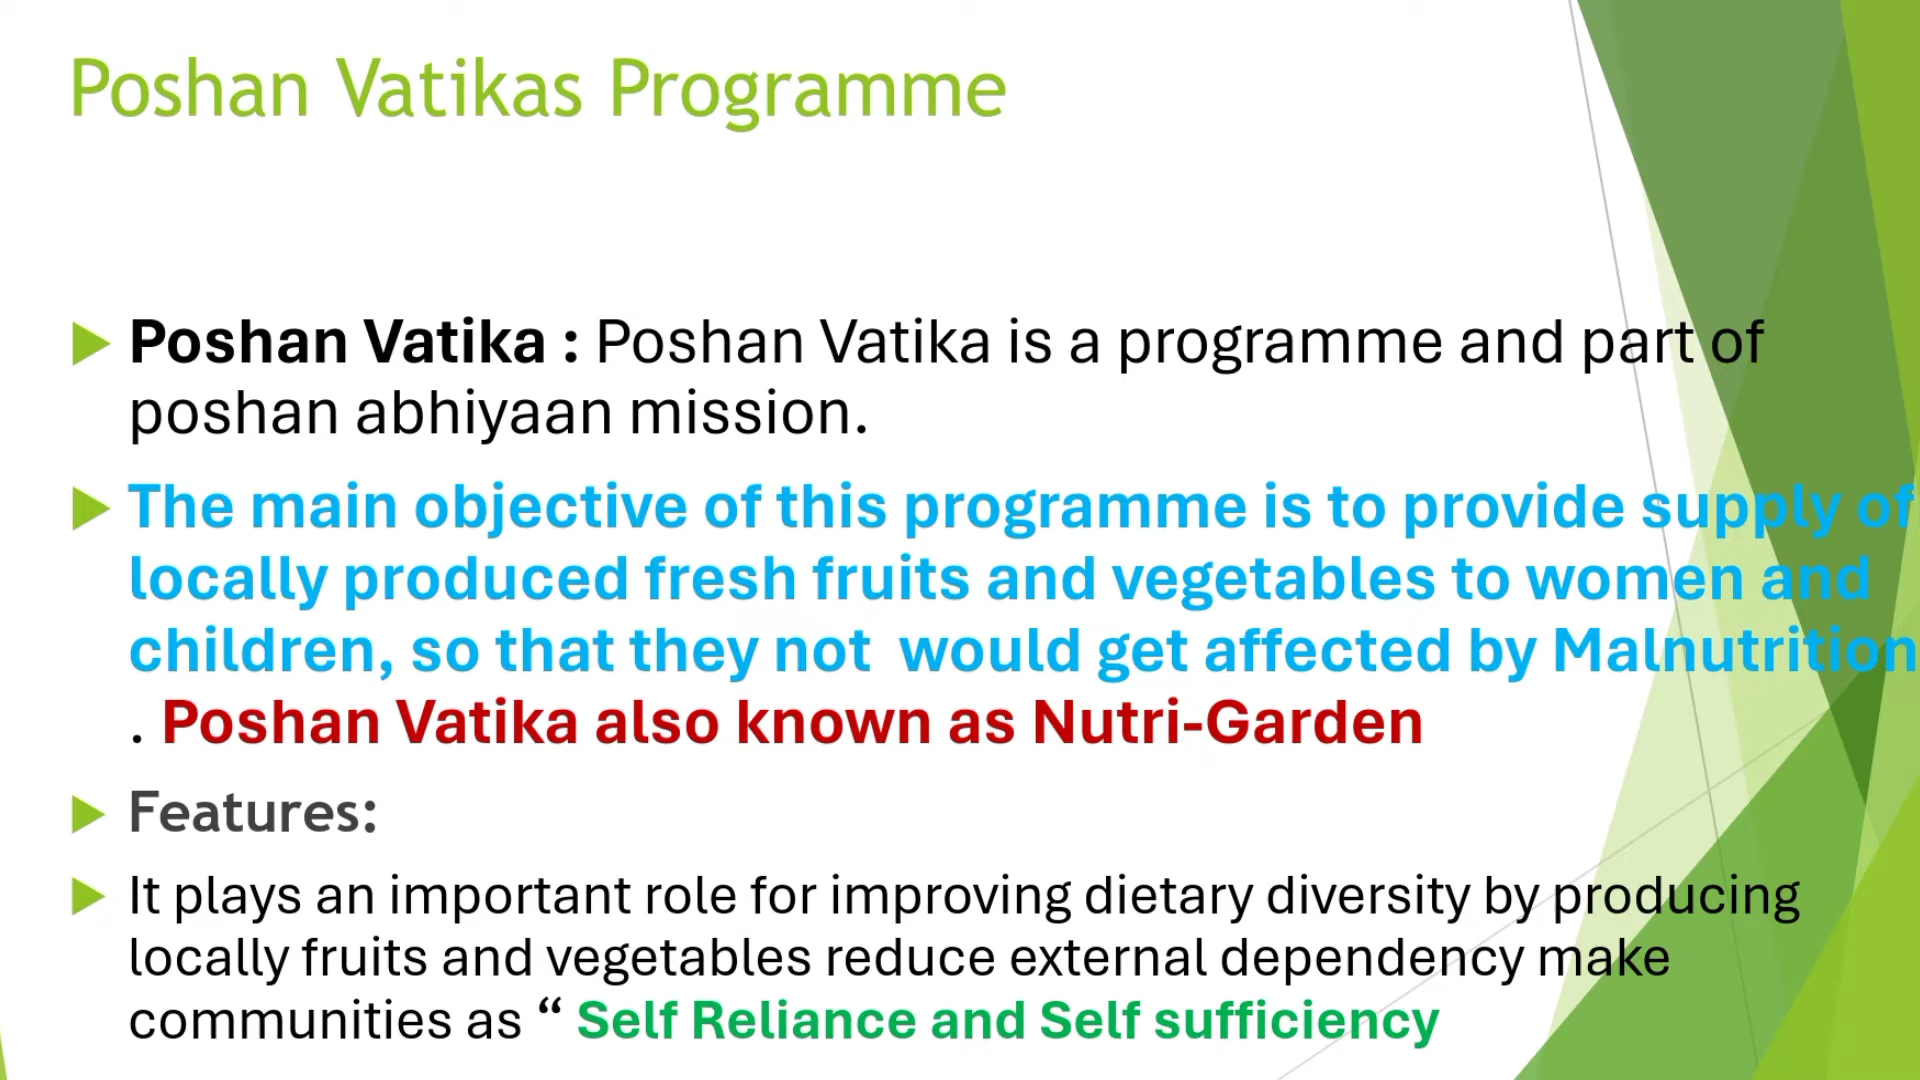 Poshan Vatikas Programme
Poshan Vatika : Poshan Vatika is a programme and part of
poshan abhiyaan mission.
The main objective of this programme is to provide supply of
locally produced fresh fruits and vegetables to women and
children, so that they not  would get affected by Malnutrition
. Poshan Vatika also known as Nutri-Garden
Features:
It plays an important role for improving dietary diversity by producing
locally fruits and vegetables reduce external dependency make
communities as “ Self Reliance and Self sufficiency